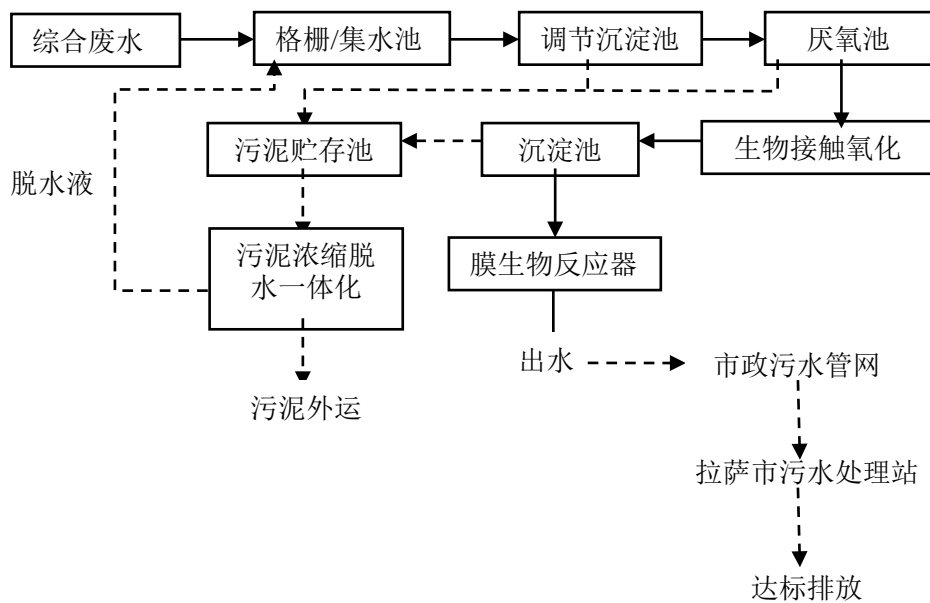 综合废水
格栅/集水池
调节沉淀池
厌氧池
污泥贮存池
沉淀池
生物接触氧化
脱水液
污泥浓缩脱
水一体化
膜生物反应器
出水
市政污水管网
污泥外运
拉萨市污水处理站
达标排放